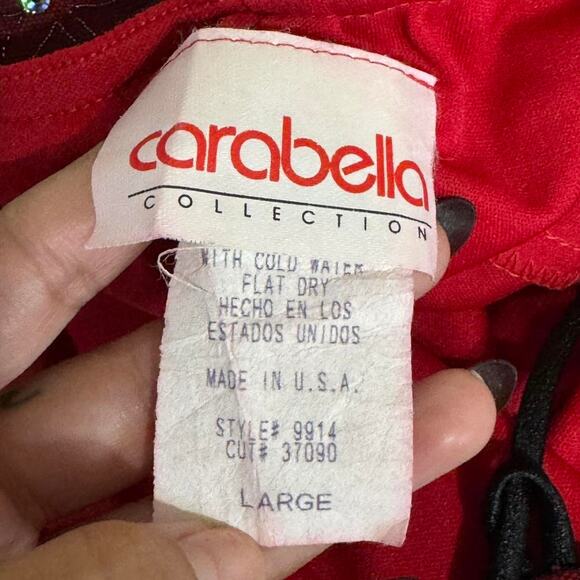 carabella
COLLECTION
WITH COLD WATER
FLAT DRY
HECHO EN LOS
ESTADOS UNIDOS
MADE IN U.S.A.
STYLE# 9914
CUT# 37090
LARGE